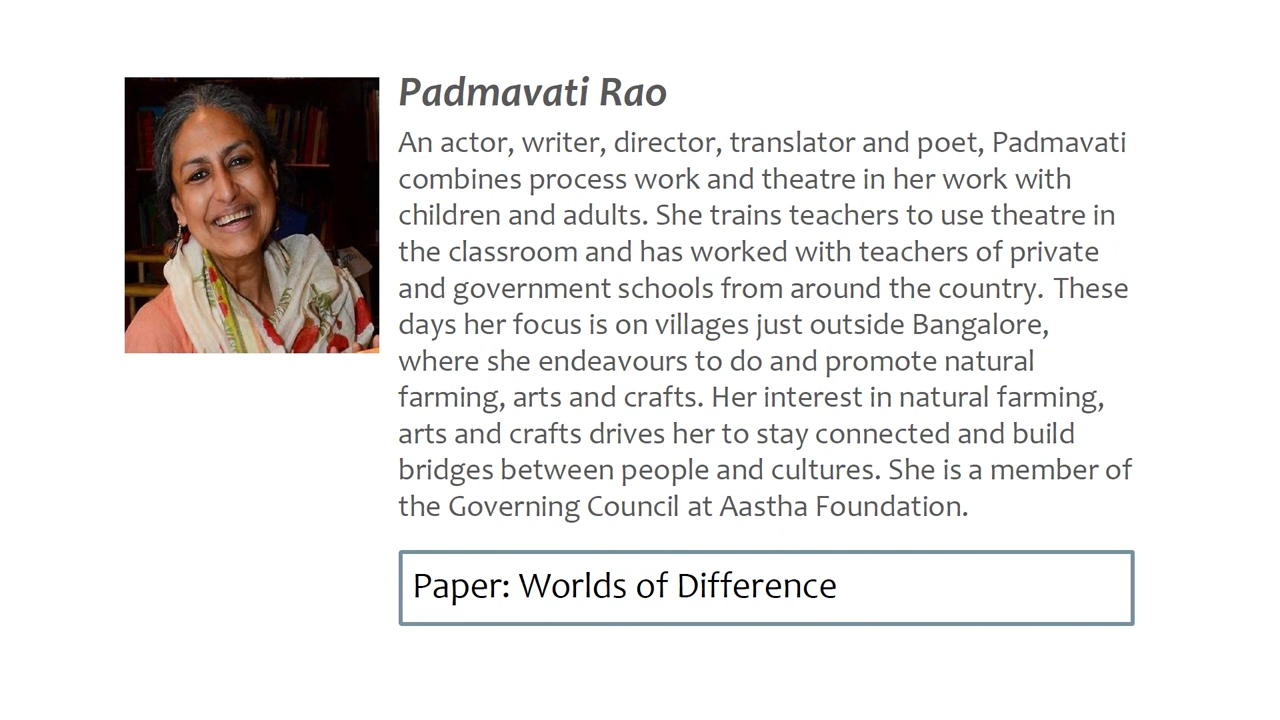 Padmavati Rao
An actor, writer, director, translator and poet, Padmavati
combines process work and theatre in her work with
children and adults. She trains teachers to use theatre in
the classroom and has worked with teachers of private
and government schools from around the country. These
days her focus is on villages just outside Bangalore,
where she endeavours to do and promote natural
farming, arts and crafts. Her interest in natural farming,
arts and crafts drives her to stay connected and build
bridges between people and cultures. She is a member of
the Governing Council at Aastha Foundation.
Paper: Worlds of Difference